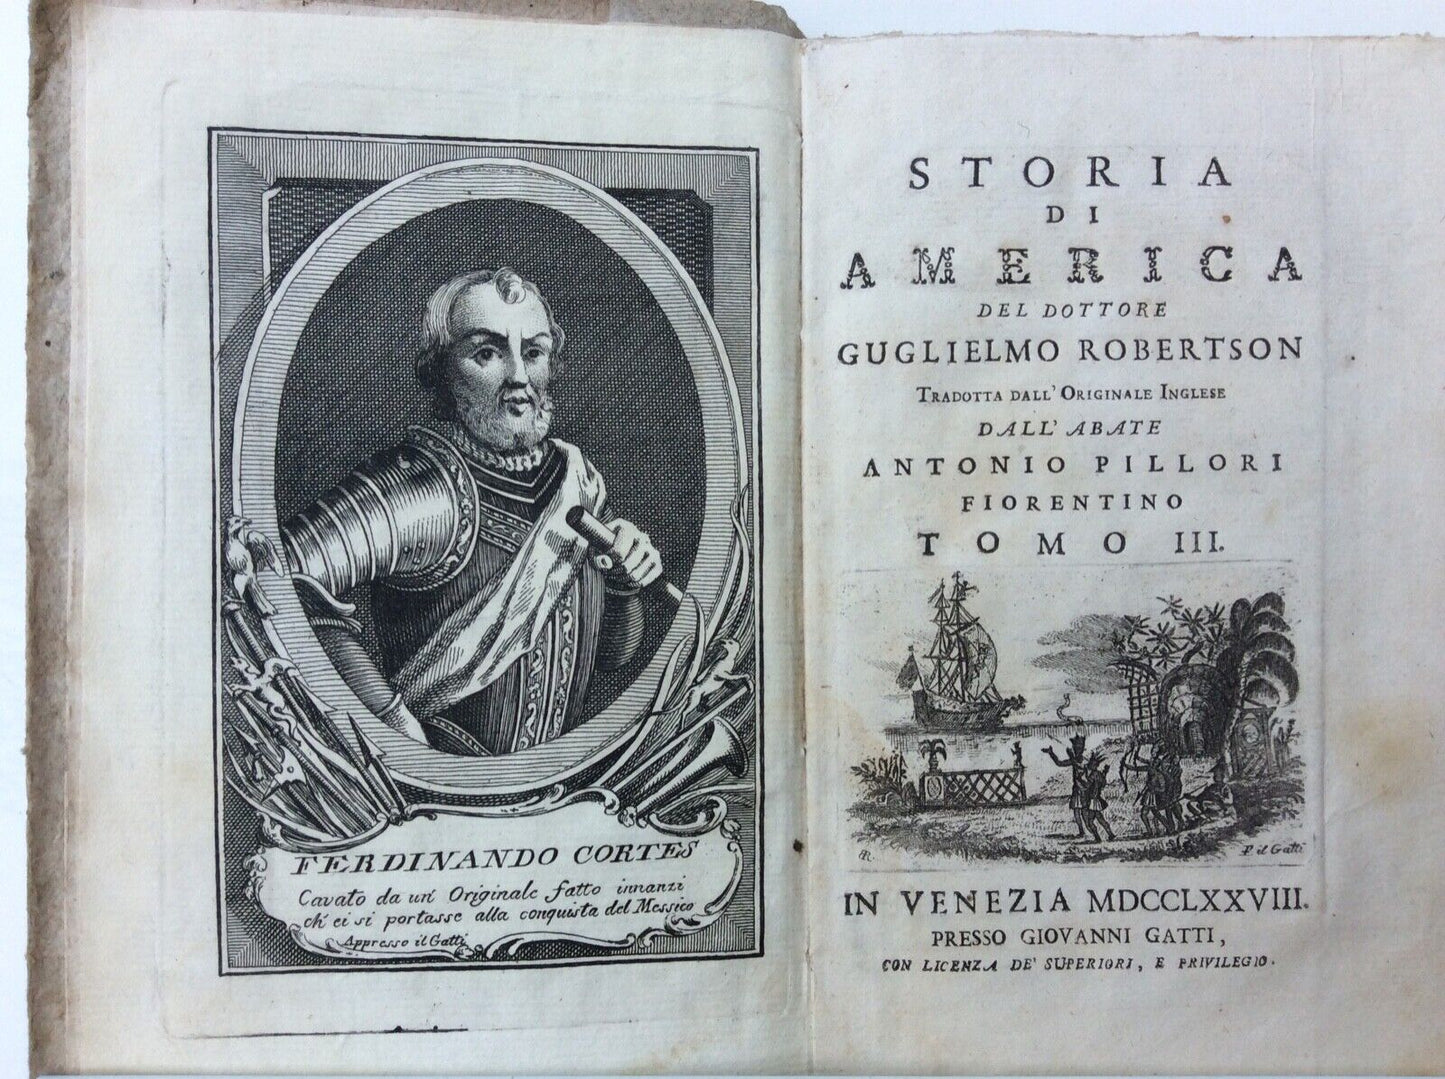 FERDINANDO CORTES
Cavato da un' Originale fatto innanzi
ch' ei si portasse alla conquista del Messico
Appresso il Gatti
STORIA
DI
AMERICA
DEL DOTTORE
GUGLIELMO ROBERTSON
TRADOTTA DALL' ORIGINALE INGLESE
DALL' ABATE
ANTONIO PILLORI
FIORENTINO
TOMO III.
P. il Gatti
IN VENEZIA MDCCLXXVIII.
PRESSO GIOVANNI GATTI,
CON LICENZA DE' SUPERIORI, E PRIVILEGIO.